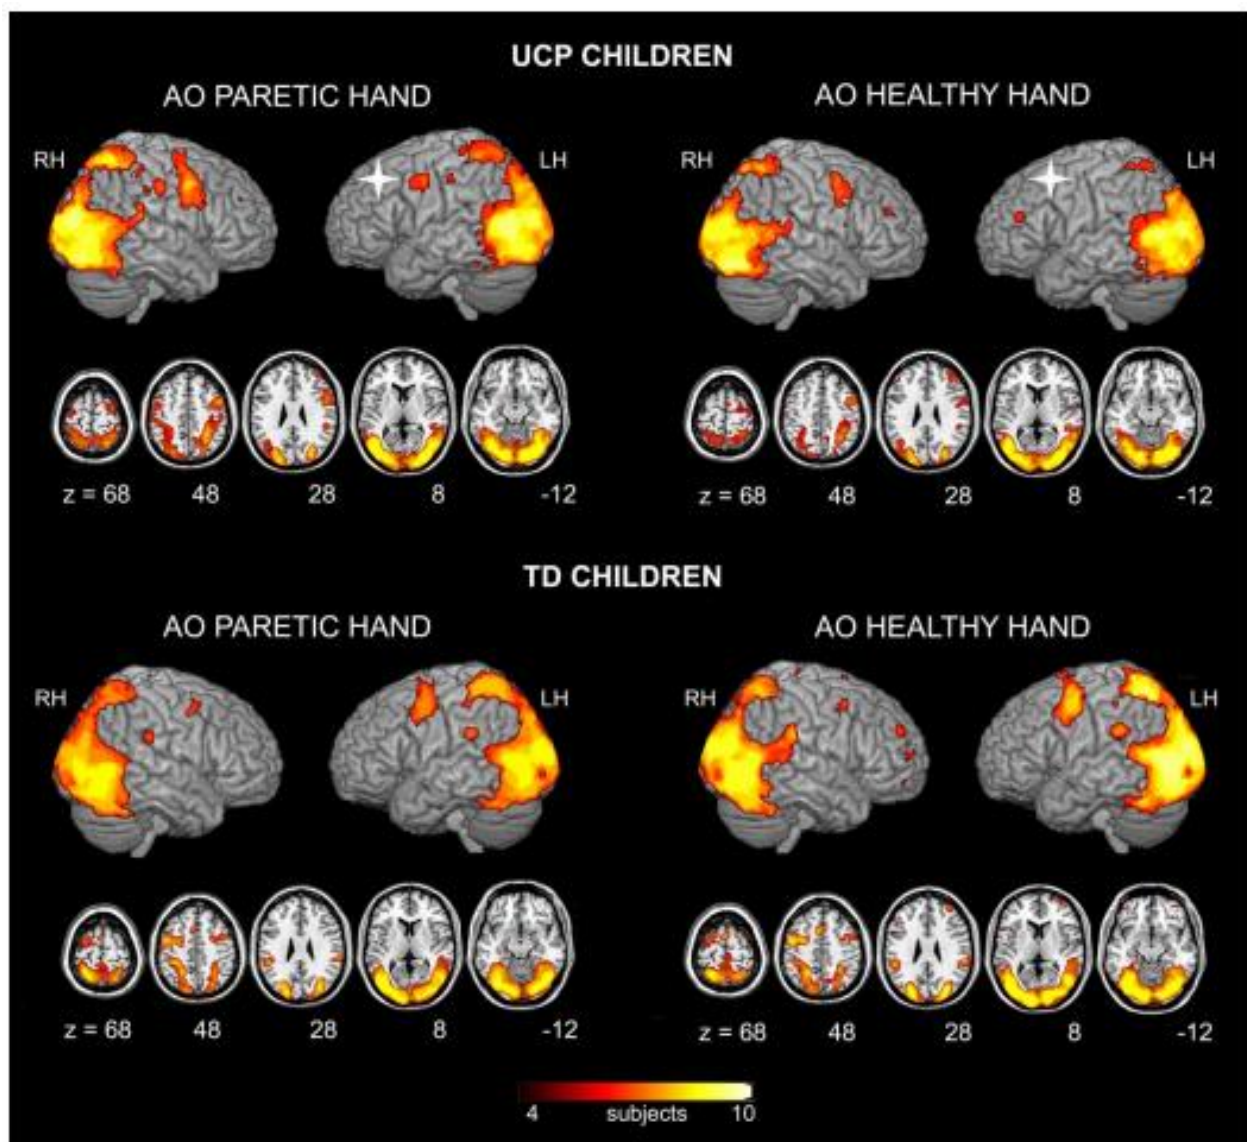 UCP CHILDREN
AO PARETIC HAND AO HEALTHY HAND
RH LH RH LH
z = 68 48 28 8 -12 z = 68 48 28 8 -12
TD CHILDREN
AO PARETIC HAND AO HEALTHY HAND
RH LH RH LH
z = 68 48 28 8 -12 z = 68 48 28 8 -12
4 subjects 10